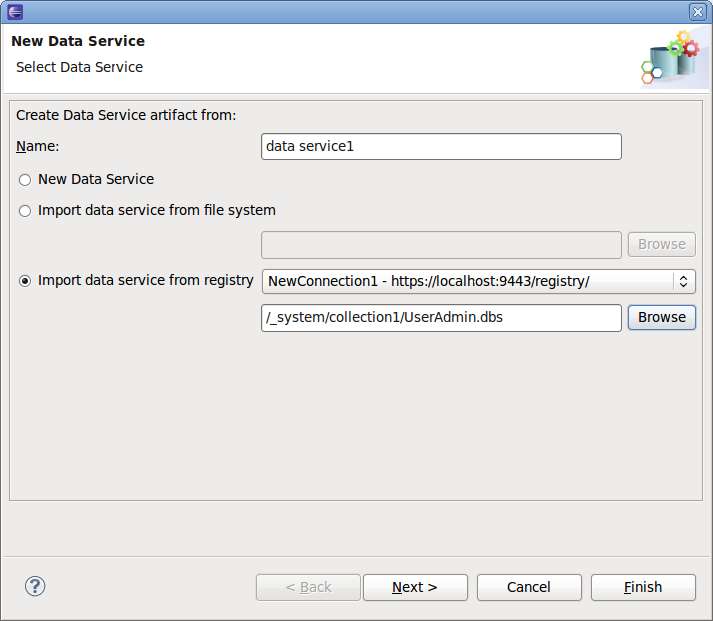 New Data Service
Select Data Service
Create Data Service artifact from:
Name: data service1
New Data Service
Import data service from file system
Browse
Import data service from registry NewConnection1 - https://localhost:9443/registry/
/_system/collection1/UserAdmin.dbs Browse
? < Back Next > Cancel Finish